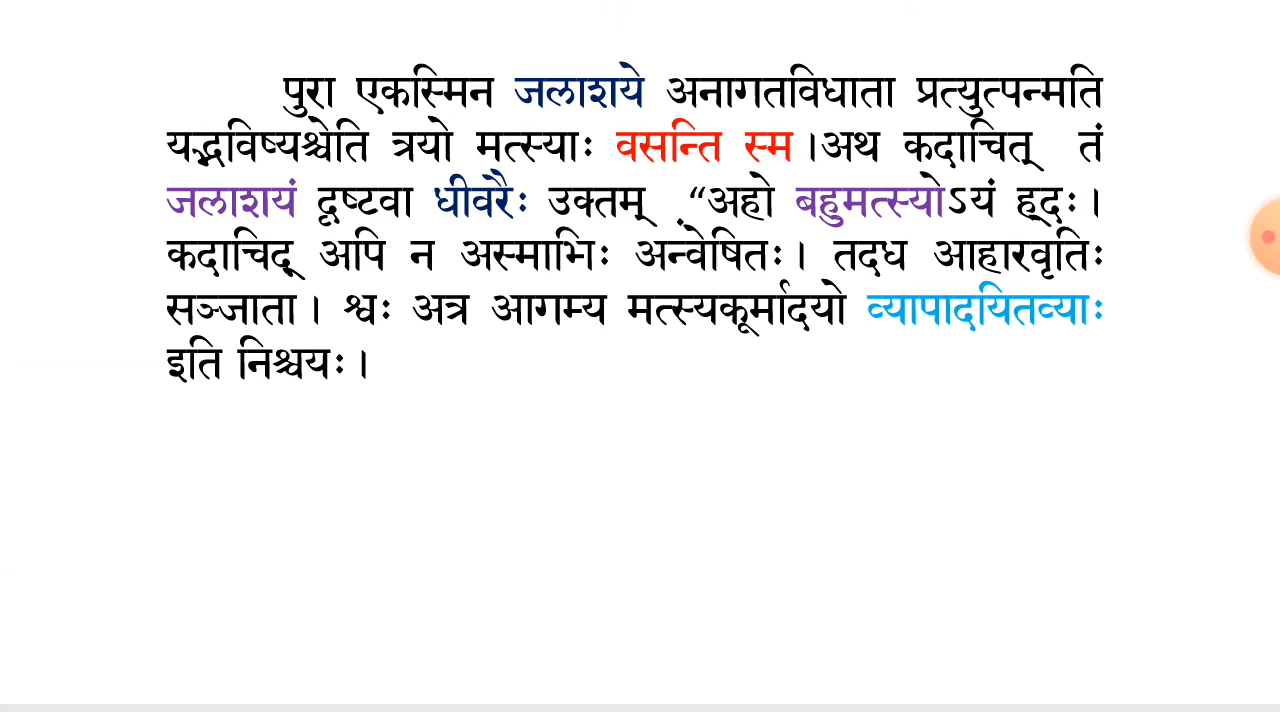 पुरा एकस्मिन जलाशये अनागतविधाता प्रत्युत्पन्मति
यद्भविष्यश्चेति त्रयो मत्स्याः वसन्ति स्म ।अथ कदाचित् तं
जलाशयं दृष्टवा धीवरैः उक्तम् .“अहो बहुमत्स्योऽयं ह्दः।
कदाचिद् अपि न अस्माभिः अन्वेषितः। तदध आहारवृतिः
सञ्जाता। श्वः अत्र आगम्य मत्स्यकूर्मादयो व्यापादयितव्याः
इति निश्चयः।